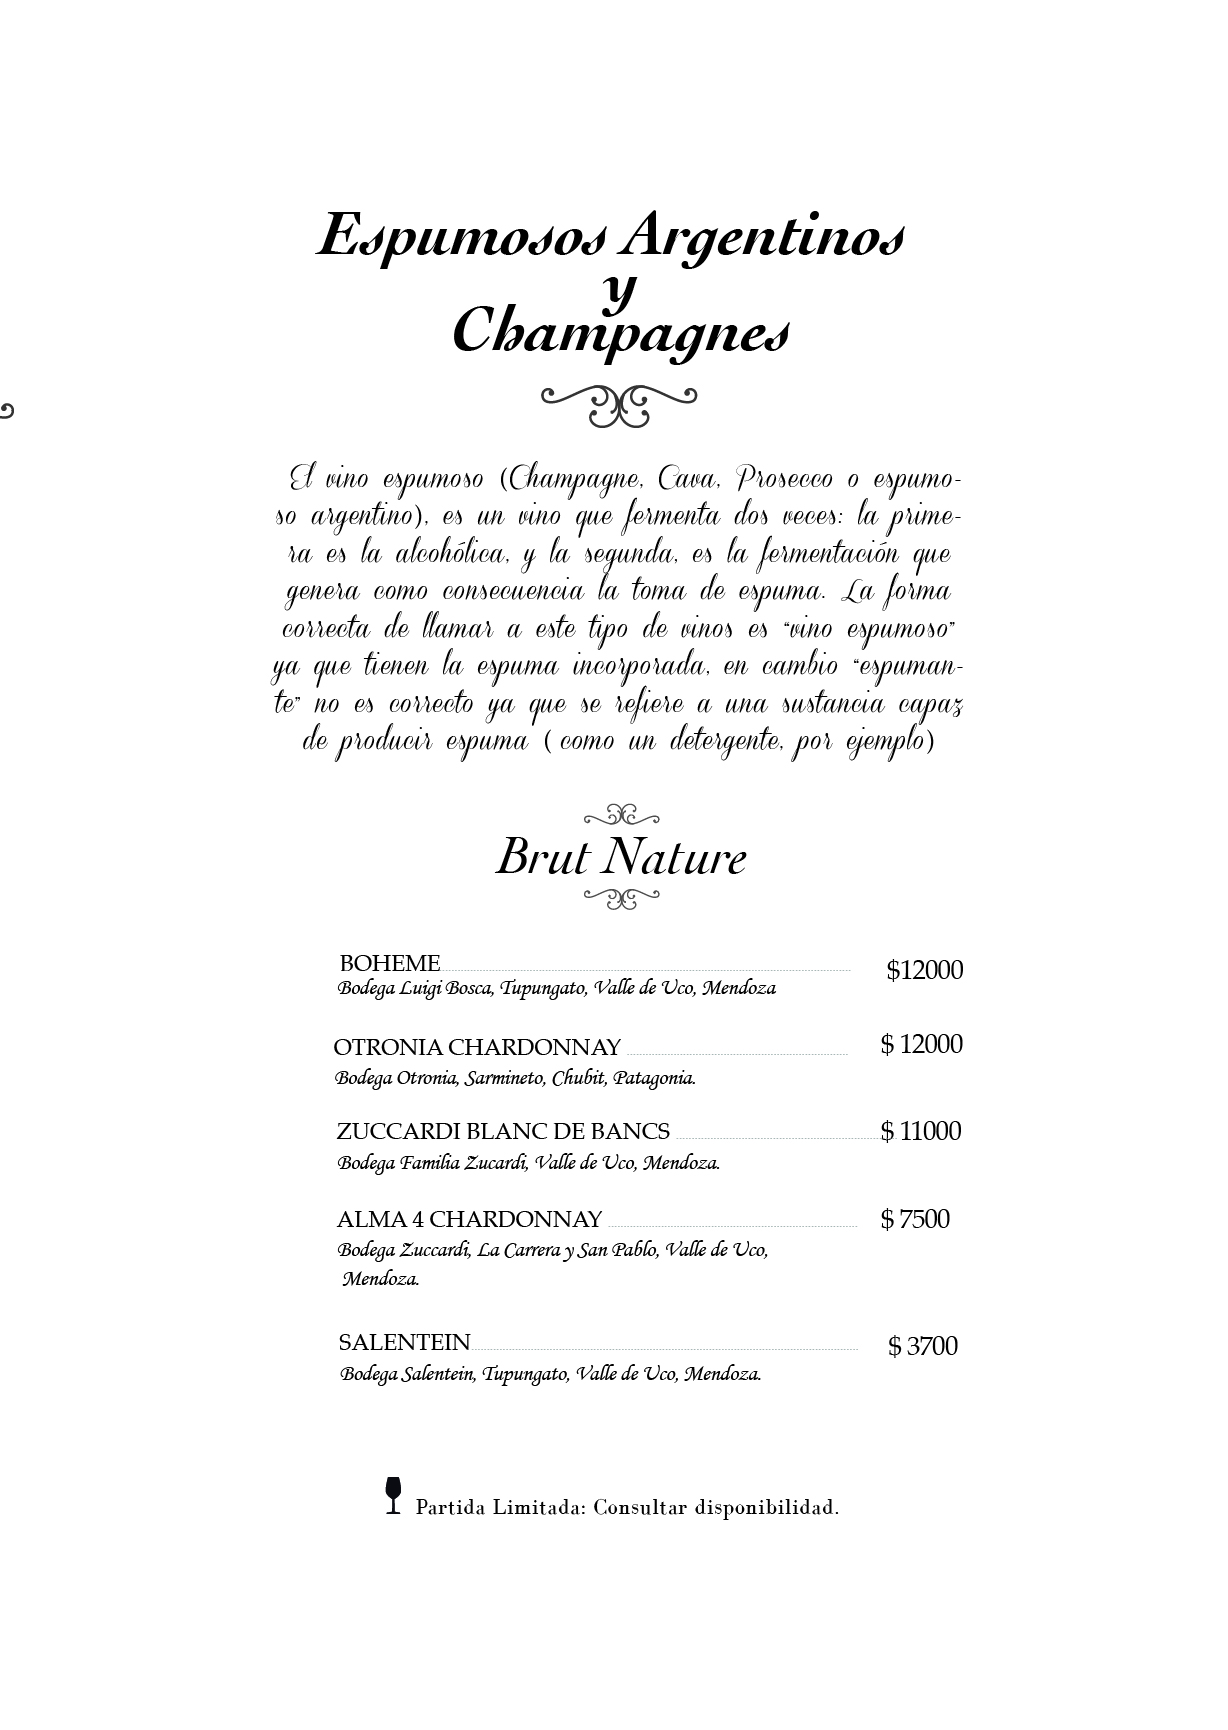 Espumosos Argentinos
y
Champagnes
El vino espumoso (Champagne, Cava, Prosecco o espumo-
so argentino), es un vino que fermenta dos veces: la prime-
ra es la alcohólica, y la segunda, es la fermentación que
genera como consecuencia la toma de espuma. La forma
correcta de llamar a este tipo de vinos es “vino espumoso”
ya que tienen la espuma incorporada, en cambio “espuman-
te” no es correcto ya que se refiere a una sustancia capaz
de producir espuma ( como un detergente, por ejemplo)
Brut Nature
BOHEME $12000
Bodega Luigi Bosca, Tupungato, Valle de Uco, Mendoza
OTRONIA CHARDONNAY $ 12000
Bodega Otronia, Sarmineto, Chubit, Patagonia.
ZUCCARDI BLANC DE BANCS $ 11000
Bodega Familia Zucardi, Valle de Uco, Mendoza.
ALMA 4 CHARDONNAY $ 7500
Bodega Zuccardi, La Carrera y San Pablo, Valle de Uco,
Mendoza.
SALENTEIN $ 3700
Bodega Salentein, Tupungato, Valle de Uco, Mendoza.
Partida Limitada: Consultar disponibilidad.